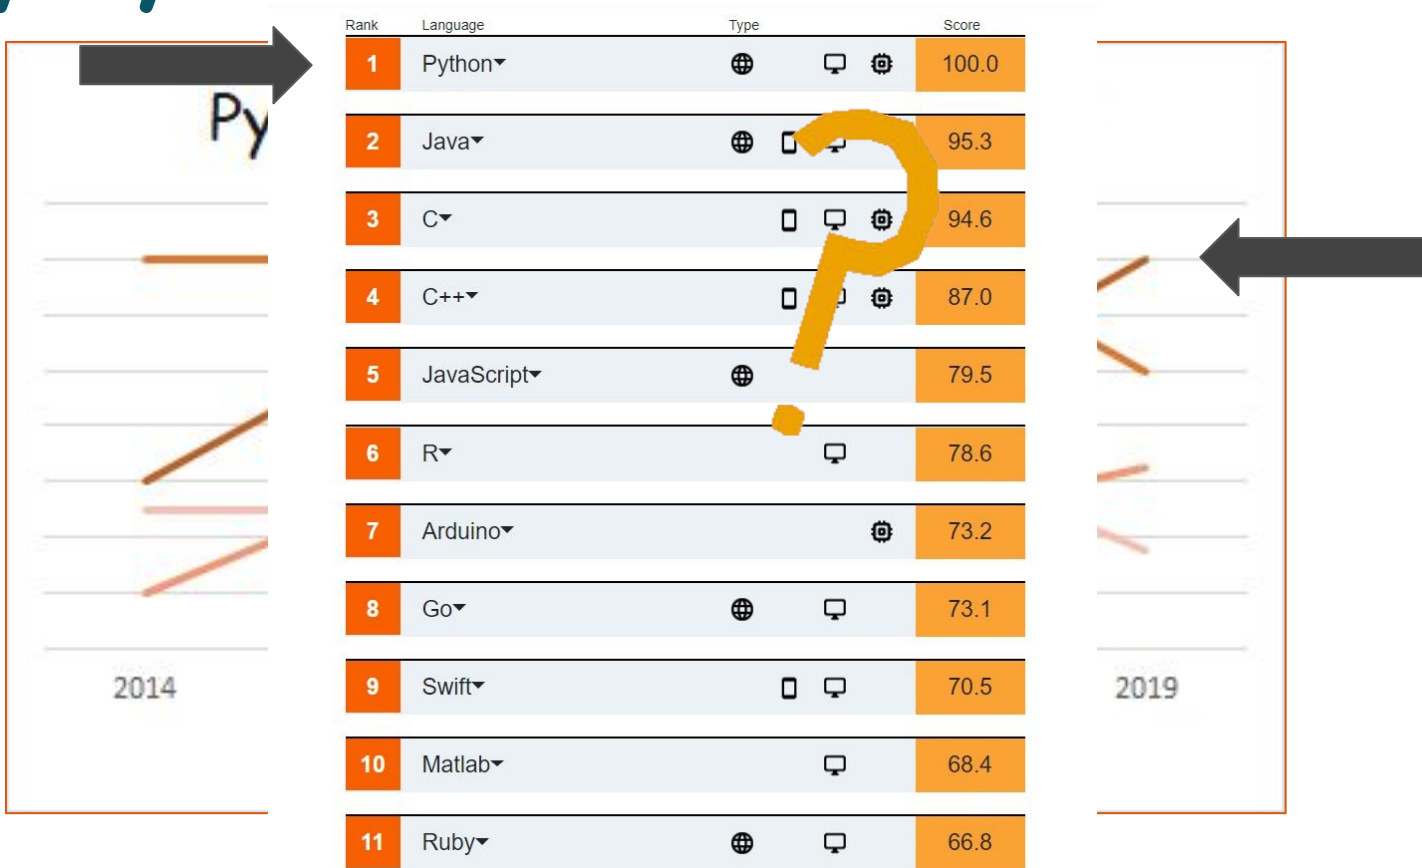 Rank Language Type Score
1 Python 100.0
Py
2 Java 95.3
3 C 94.6
4 C++ 87.0
5 JavaScript 79.5
6 R 78.6
7 Arduino 73.2
8 Go 73.1
9 Swift 70.5
2014
2019
10 Matlab 68.4
11 Ruby 66.8
?